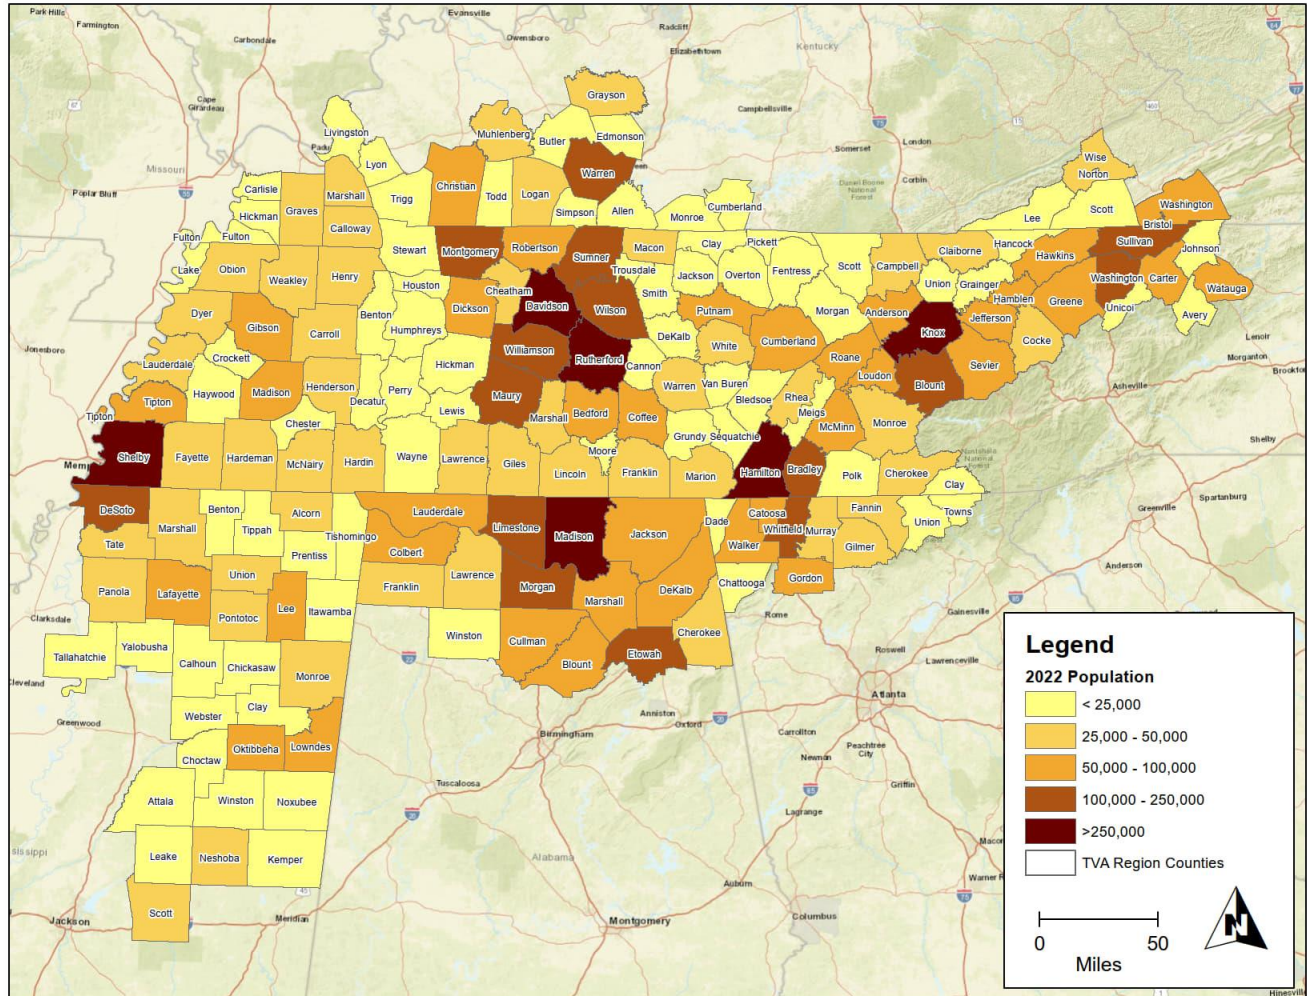 Park Hills
Farmington
Evansville
Owensboro
Radcliff
Elizabethtown
Kentucky
Carbondale
Cape
Girardeau
Campbellsville
Somerset
London
Corbin
Daniel Boone
National
Forest
Missouri
Poplar Bluff
Jonesboro
Grayson
Livingston
Muhlenberg
Butler
Edmonson
Lyon
Warren
Carlisle
Marshall
Trigg
Christian
Todd
Logan
Hickman
Graves
Simpson
Allen
Monroe
Cumberland
Calloway
Fulton
Fulton
Wise
Norton
Lee
Scott
Washington
Bristol
Lake
Obion
Weakley
Henry
Stewart
Montgomery
Robertson
Sumner
Macon
Clay
Pickett
Scott
Campbell
Claiborne
Hancock
Hawkins
Sullivan
Johnson
Trousdale
Jackson
Overton
Fentress
Union
Grainger
Washington
Carter
Watauga
Houston
Cheatham
Davidson
Wilson
Smith
Dyer
Gibson
Carroll
Benton
Humphreys
Dickson
Putnam
Morgan
Anderson
Hamblen
Jefferson
Greene
Unicoi
Avery
Knox
Lauderdale
Crockett
Williamson
Rutherford
Cannon
DeKalb
White
Cumberland
Roane
Loudon
Blount
Sevier
Cocke
Lenoir
Morganton
Asheville
Haywood
Madison
Henderson
Decatur
Perry
Hickman
Maury
Warren
Van Buren
Bledsoe
Rhea
Meigs
Monroe
Tipton
Tipton
Chester
Lewis
Marshall
Bedford
Coffee
Grundy
Sequatchie
McMinn
Shelby
Shelby
Fayette
Hardeman
McNairy
Hardin
Wayne
Lawrence
Giles
Moore
Lincoln
Franklin
Marion
Hamilton
Bradley
Polk
Cherokee
Clay
Spartanburg
Greenville
DeSoto
Marshall
Benton
Tippah
Alcorn
Tishomingo
Lauderdale
Limestone
Madison
Jackson
Dade
Catoosa
Whitfield
Murray
Fannin
Union
Towns
Tate
Prentiss
Colbert
Walker
Gilmer
Anderson
Panola
Lafayette
Union
Pontotoc
Lee
Itawamba
Franklin
Lawrence
Morgan
Marshall
DeKalb
Chattooga
Gordon
Rome
Gainesville
Clarksdale
Tallahatchie
Yalobusha
Calhoun
Chickasaw
Monroe
Winston
Cullman
Blount
Etowah
Cherokee
Roswell
Lawrenceville
Greenwood
Webster
Clay
Oktibbeha
Lowndes
Choctaw
Anniston
Oxford
Birmingham
Atlanta
Carrollton
Peachtree
City
Newnan
Griffin
Attala
Winston
Noxubee
Tuscaloosa
Lagrange
Leake
Neshoba
Kemper
Alabama
Auburn
Scott
Jackson
Meridian
Montgomery
Columbus
Legend
2022 Population
< 25,000
25,000 - 50,000
50,000 - 100,000
100,000 - 250,000
>250,000
TVA Region Counties
0 50
Miles
N